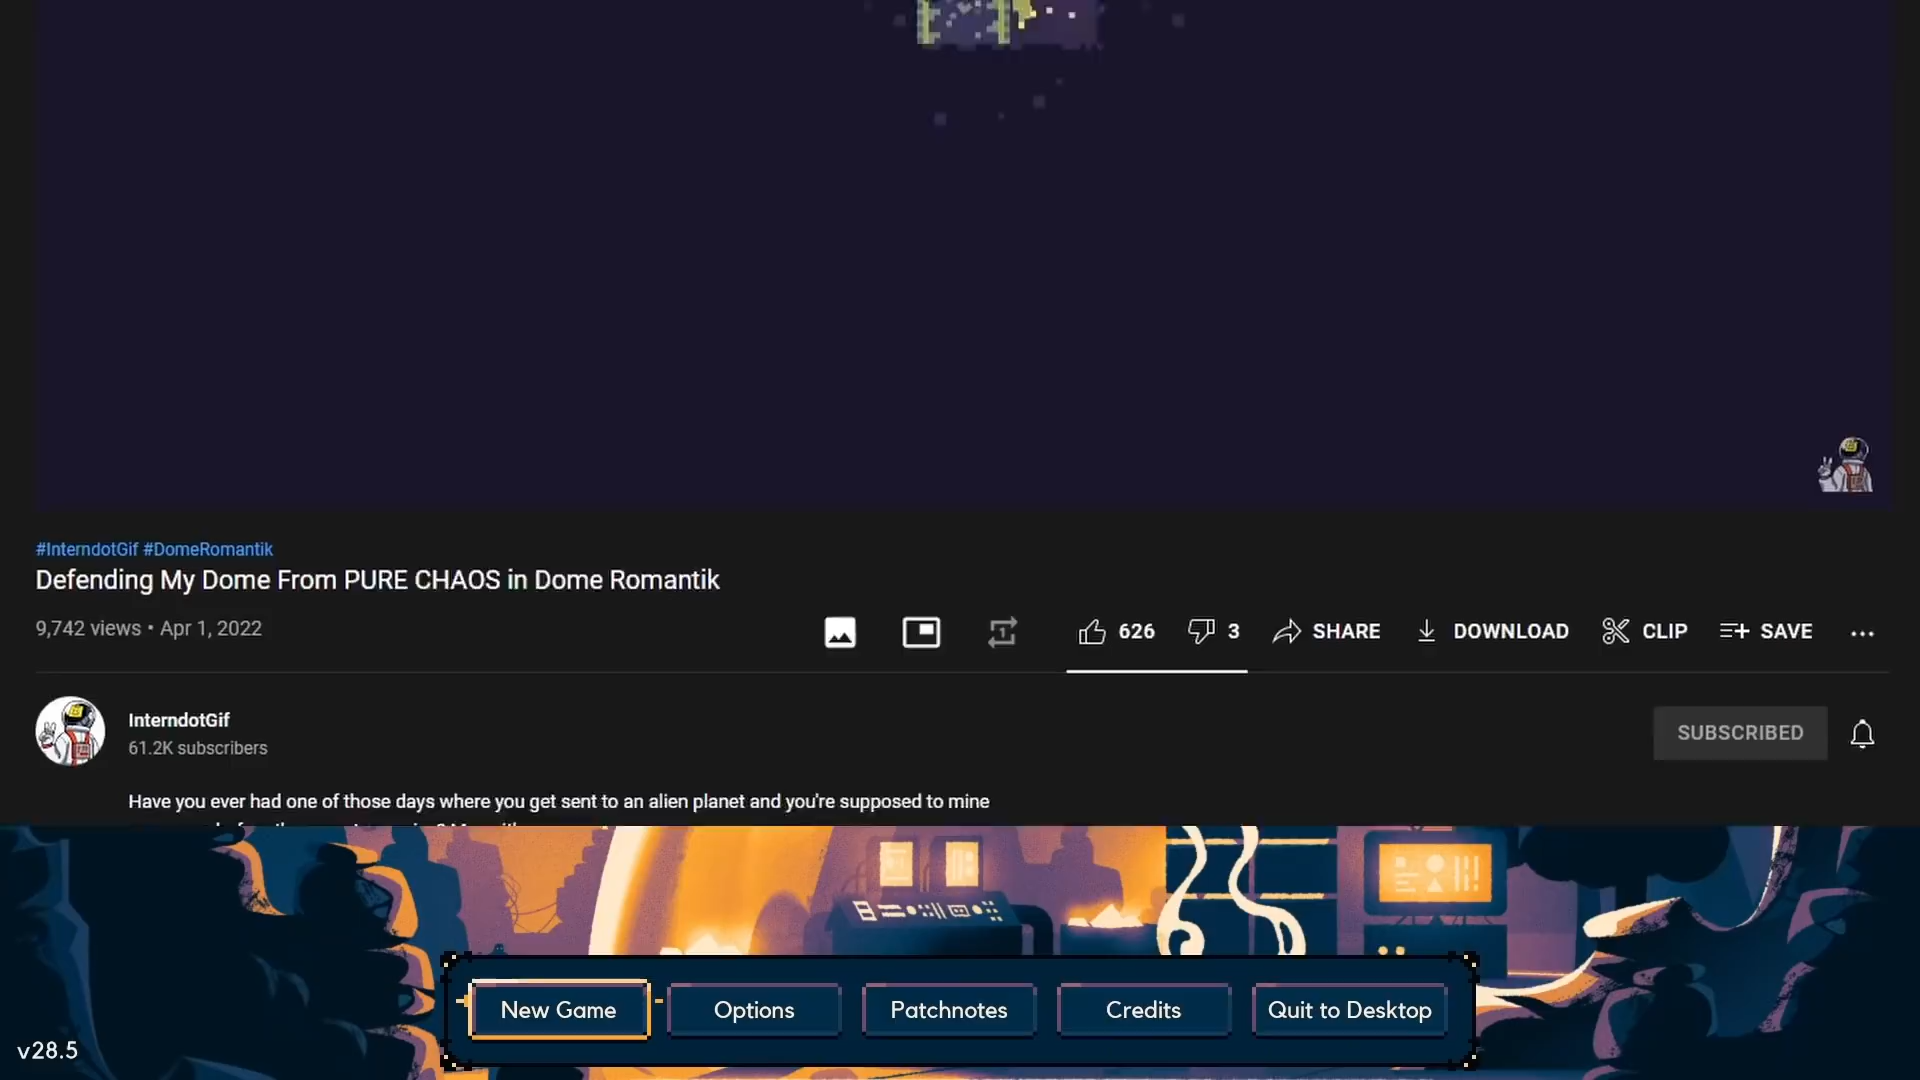 #InterndotGif #DomeRomantik
Defending My Dome From PURE CHAOS in Dome Romantik
9,742 views • Apr 1, 2022
626
3
SHARE
DOWNLOAD
CLIP
SAVE
InterndotGif
61.2K subscribers
SUBSCRIBED
Have you ever had one of those days where you get sent to an alien planet and you're supposed to mine
New Game
Options
Patchnotes
Credits
Quit to Desktop
v28.5